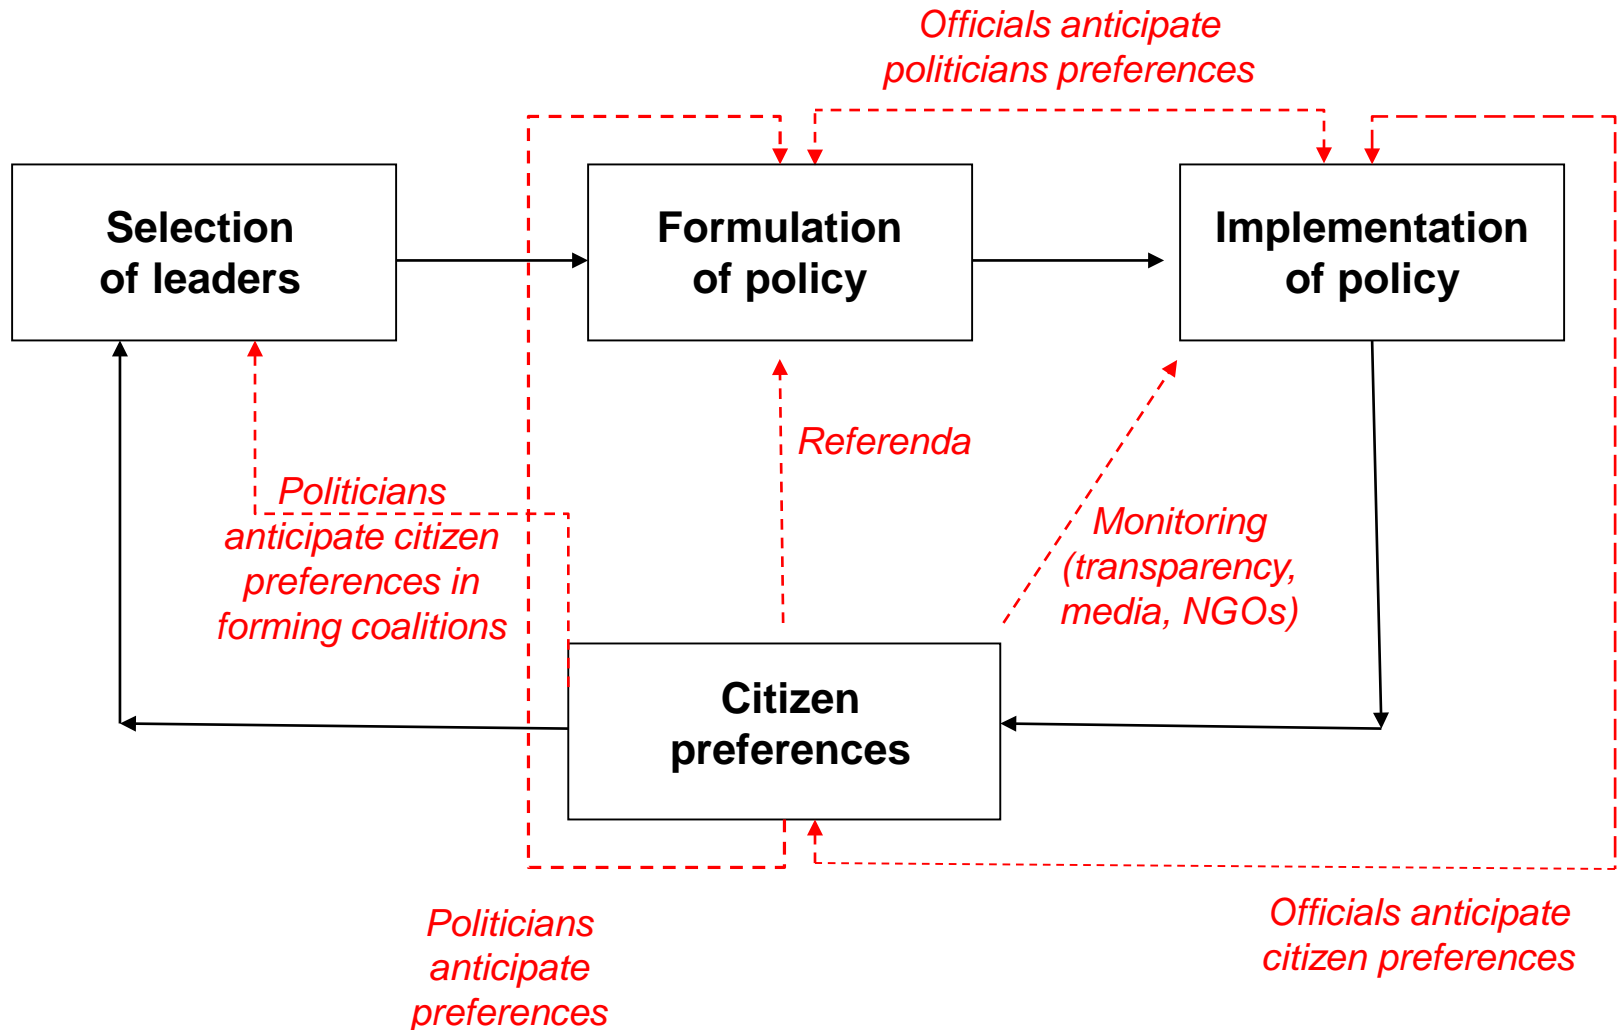 Officials anticipate
politicians preferences
Selection
of leaders
Formulation
of policy
Implementation
of policy
Referenda
Politicians
anticipate citizen
preferences in
forming coalitions
Monitoring
(transparency,
media, NGOs)
Citizen
preferences
Politicians
anticipate
preferences
Officials anticipate
citizen preferences